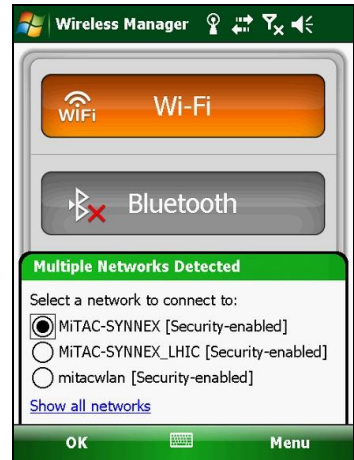 Wireless Manager
WiFi Wi-Fi
Bluetooth
Multiple Networks Detected
Select a network to connect to:
MiTAC-SYNNEX [Security-enabled]
MiTAC-SYNNEX_LHIC [Security-enabled]
mitacwlan [Security-enabled]
Show all networks
OK Menu